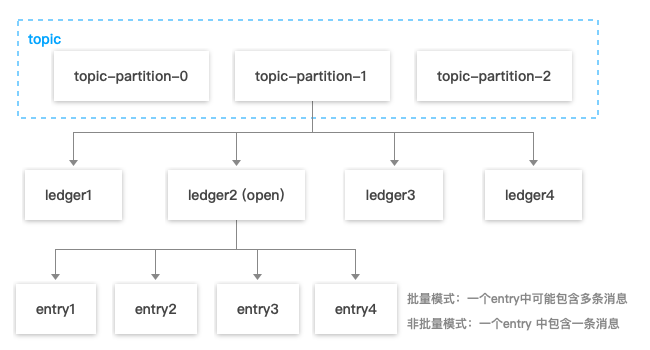 topic
topic-partition-0
topic-partition-1
topic-partition-2
ledger1
ledger2 (open)
ledger3
ledger4
entry1
entry2
entry3
entry4
批量模式：一个entry中可能包含多条消息
非批量模式：一个entry 中包含一条消息